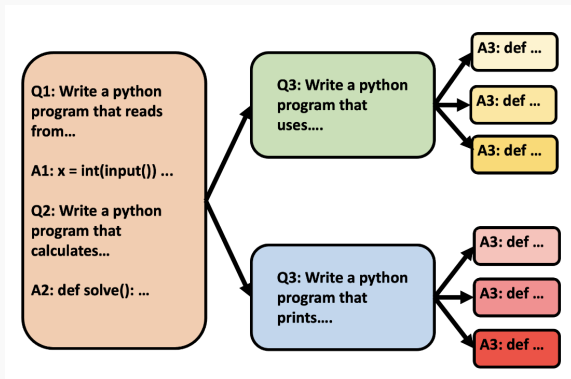 Q1: Write a python
program that reads
from...
A1: x = int(input()) ...
Q2: Write a python
program that
calculates...
A2: def solve(): ...
Q3: Write a python
program that
uses....
A3: def ...
A3: def ...
A3: def ...
Q3: Write a python
program that
prints....
A3: def ...
A3: def ...
A3: def ...